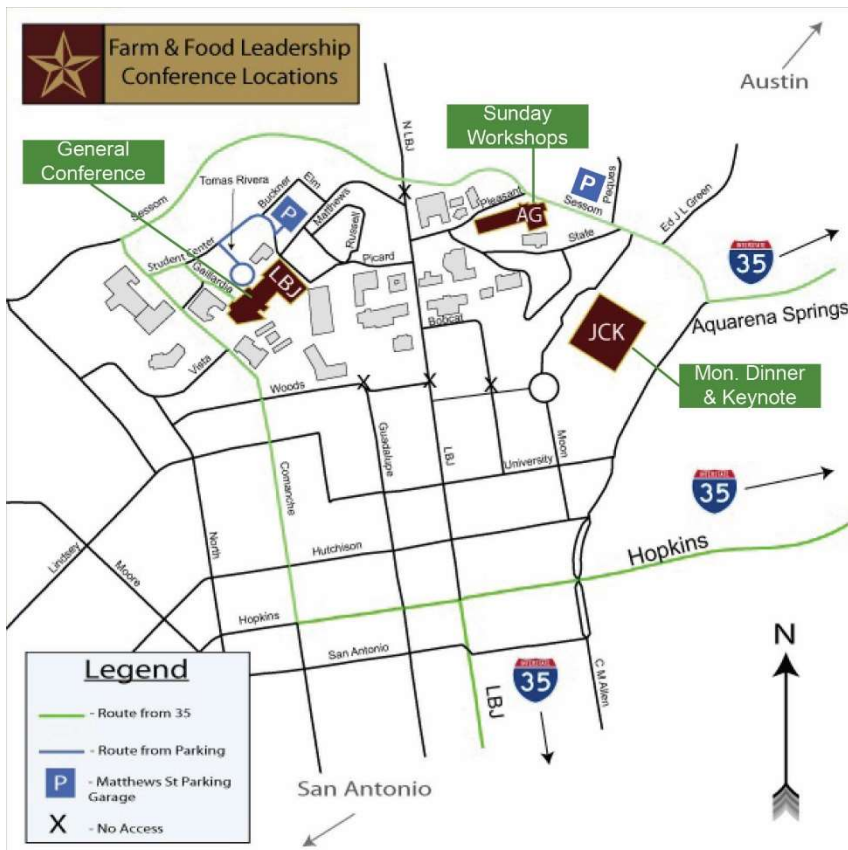 Farm & Food Leadership
Conference Locations
Austin
Sunday
Workshops
General
Conference
N LBJ
Tomas Rivera
Buckner
Elm
Matthews
P
Russell
Picard
Sessom
Student Center
Gaillardia
LBJ
Pleasant
AG
State
P
Sessom
Peques
Ed J L Green
INTERSTATE
35
Aquarena Springs
JCK
Mon. Dinner
& Keynote
Bobcat
Vista
Woods
X
X
X
X
Comanche
Guadalupe
LBJ
University
Moon
INTERSTATE
35
Hopkins
Lindsey
Moore
North
Hutchison
Hopkins
San Antonio
LBJ
INTERSTATE
35
C M Allen
N
Legend
- Route from 35
- Route from Parking
P - Matthews St Parking
Garage
X - No Access
San Antonio